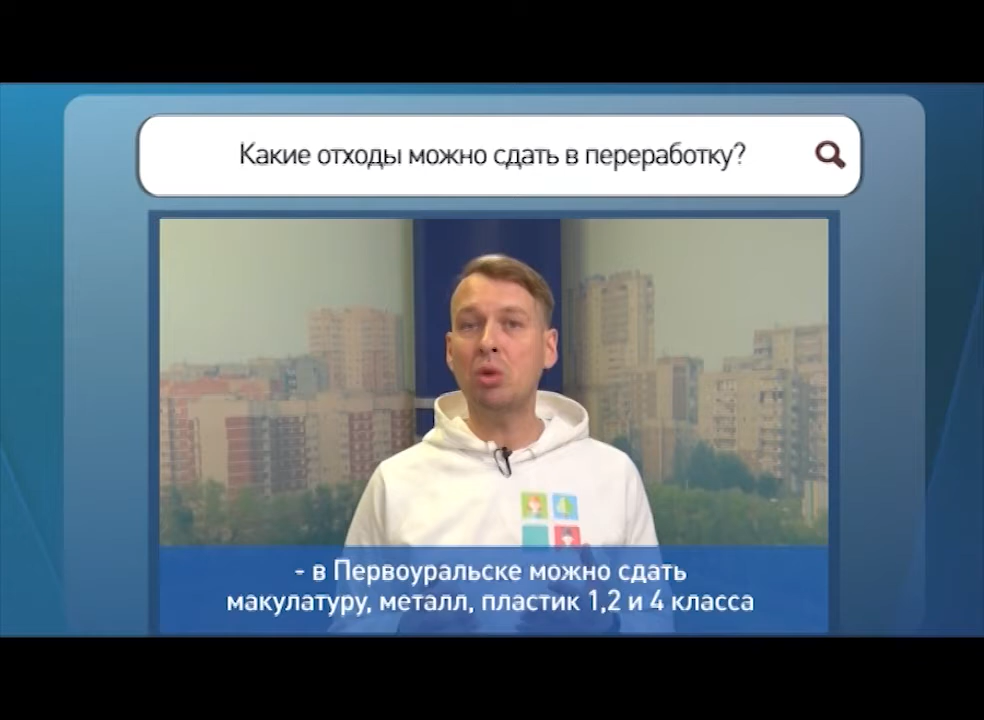 Какие отходы можно сдать в переработку?
- в Первоуральске можно сдать
макулатуру, металл, пластик 1,2 и 4 класса